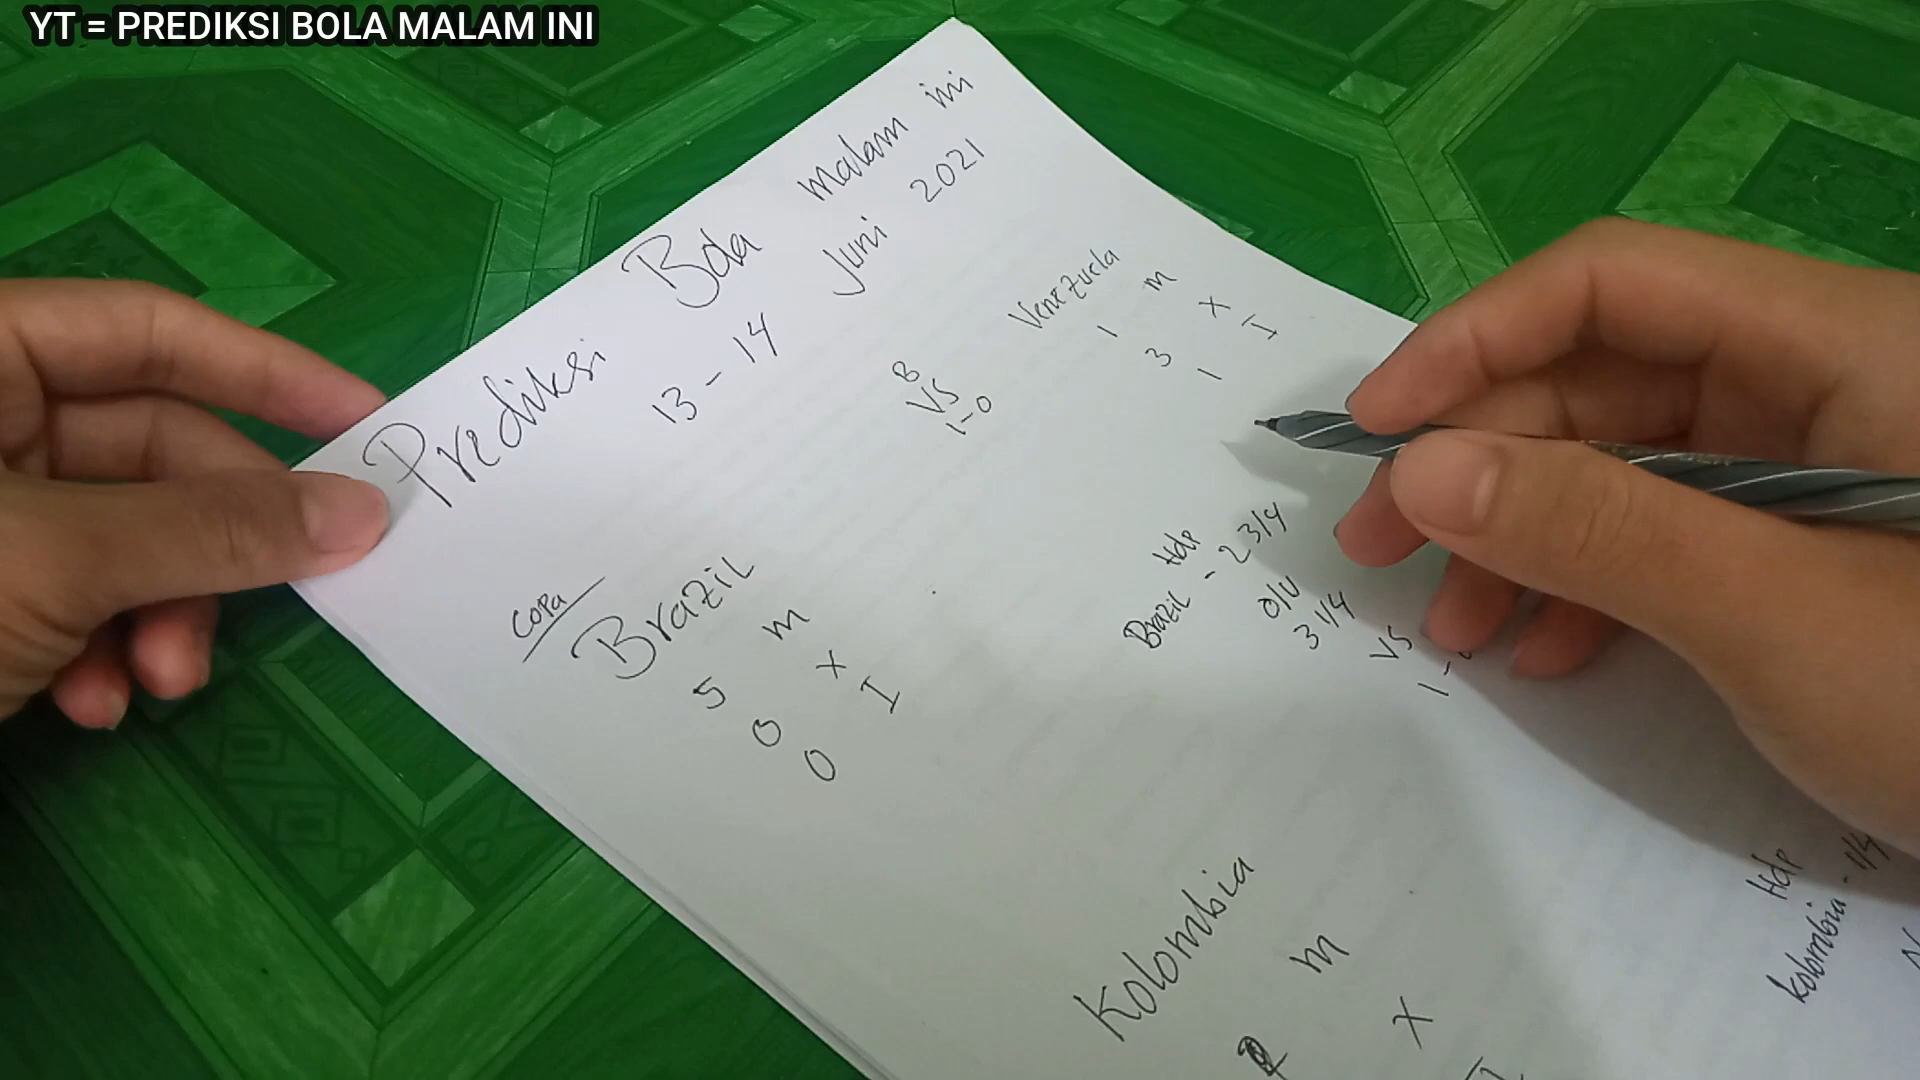 YT = PREDIKSI BOLA MALAM INI
Prediksi Bola malam ini
13 - 14 Juni 2021
Copa
Brazil
5 m
0 x
0 I
B
VS
1-0
Venezuela
1 m
3 x
1 I
Hdp
Brazil - 2 3/4
O/U
3 1/4
VS
Kolombia
m
x
I
Hdp
Kolombia - 1/4